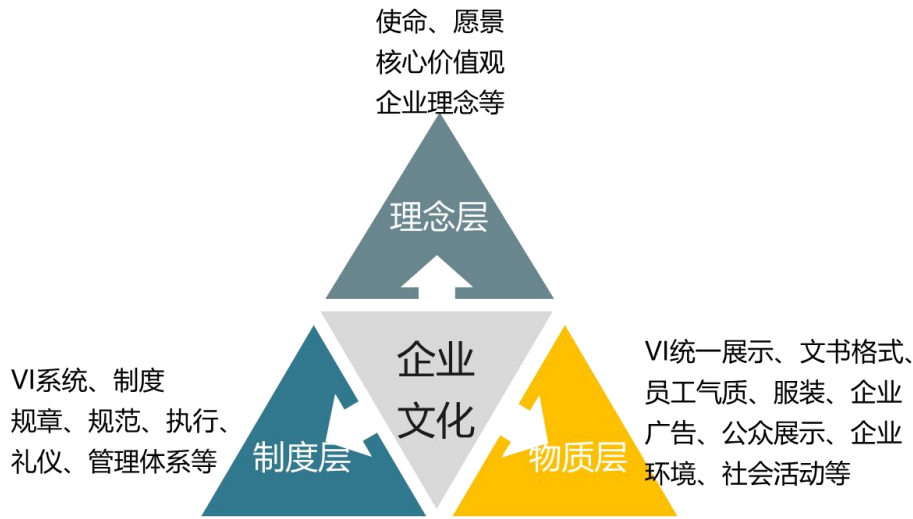 使命、愿景
核心价值观
企业理念等
理念层
企业
文化
VI系统、制度
规章、规范、执行、
礼仪、管理体系等
制度层
物质层
VI统一展示、文书格式、
员工气质、服装、企业
广告、公众展示、企业
环境、社会活动等